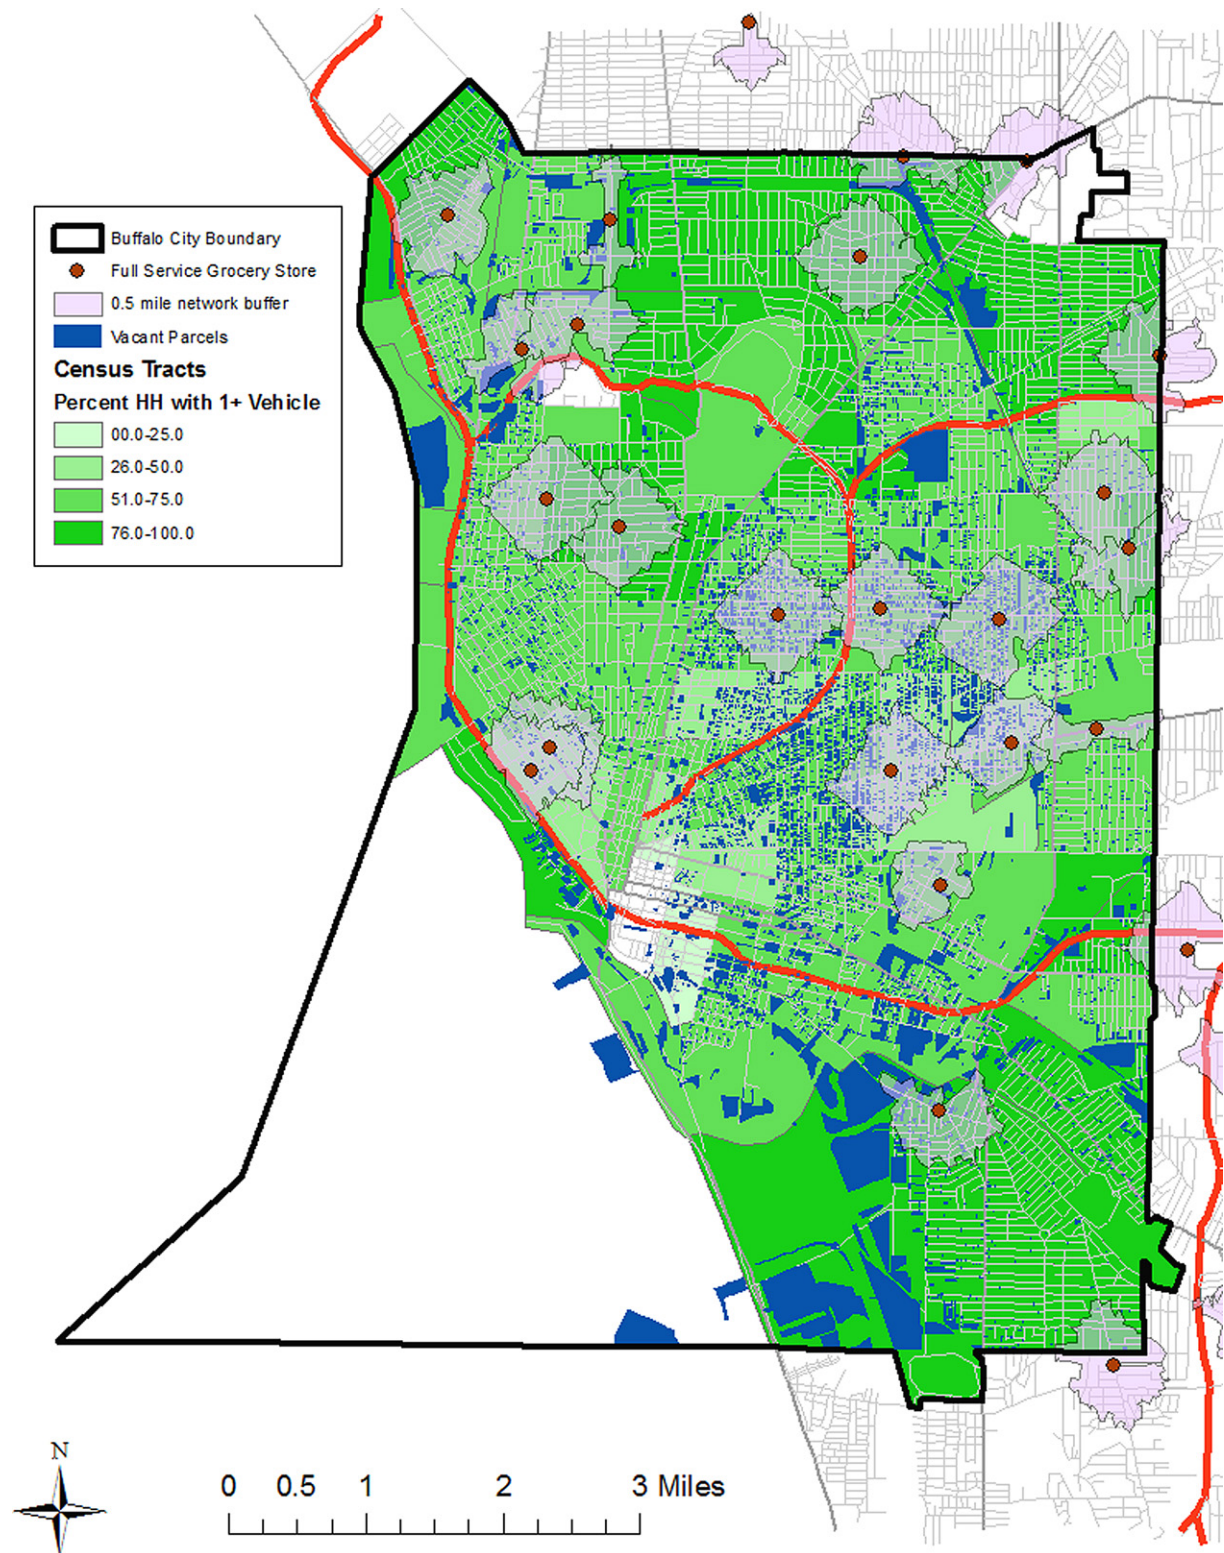 Buffalo City Boundary
Full Service Grocery Store
0.5 mile network buffer
Vacant Parcels
Census Tracts
Percent HH with 1+ Vehicle
00.0-25.0
26.0-50.0
51.0-75.0
76.0-100.0
N
0 0.5 1 2 3 Miles